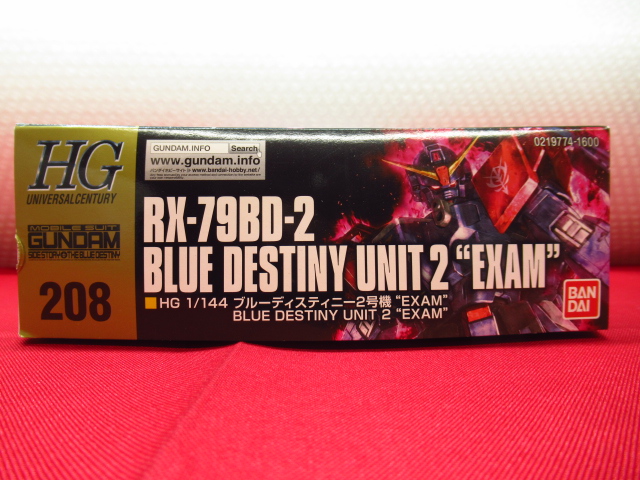 HG
UNIVERSAL CENTURY
MOBILE SUIT
GUNDAM
SIDE STORY THE BLUE DESTINY
208
GUNDAM.INFO Search
www.gundam.info
www.bandai-hobby.net/
0219774-1600
RX-79BD-2
BLUE DESTINY UNIT 2 “EXAM”
HG 1/144 ブルーディスティニー2号機 “EXAM”
BLUE DESTINY UNIT 2 “EXAM”
BAN
DAI